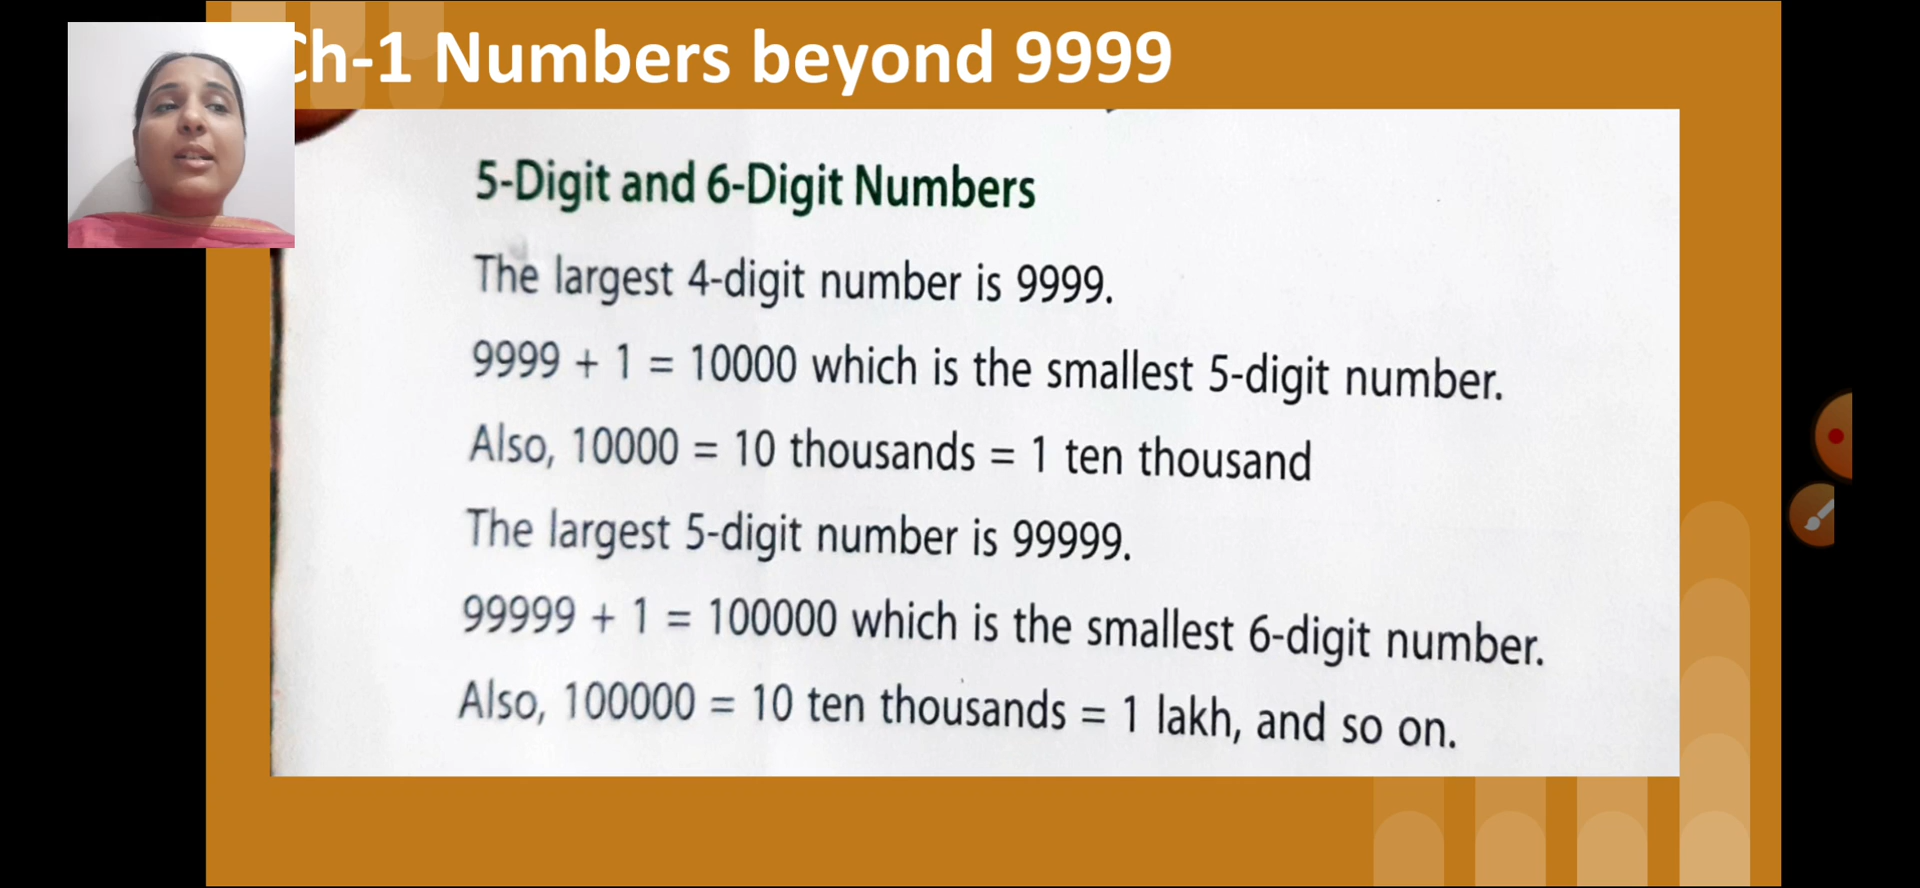 Ch-1 Numbers beyond 9999
5-Digit and 6-Digit Numbers
The largest 4-digit number is 9999.
9999 + 1 = 10000 which is the smallest 5-digit number.
Also, 10000 = 10 thousands = 1 ten thousand
The largest 5-digit number is 99999.
99999 + 1 = 100000 which is the smallest 6-digit number.
Also, 100000 = 10 ten thousands = 1 lakh, and so on.